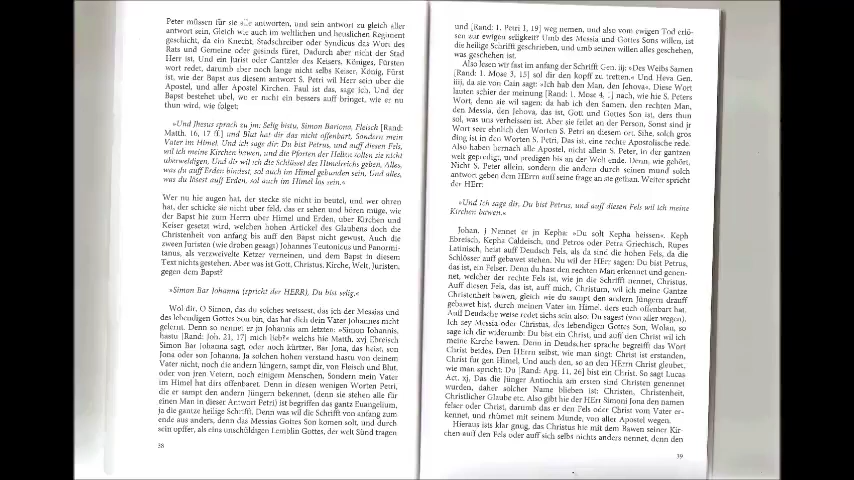 Peter müssen für sie alle antworten, und sein antwort zu gleich aller
antwort sein, Gleich wie auch im weltlichen und heuslichen Regiment
geschicht, da ein Knecht, Stadschreiber oder Syndicus das Wort des
Rats und Gemeine oder gesinds füret, Dadurch aber nicht der Stad
Herr ist, Und ein Jurist oder Cantzler des Keisers, Königes, Fürsten
wort redet, darumb aber noch lange nicht selbs Keiser, König, Fürst
ist, wie der Bapst aus diesem antwort S. Petri wil Herr sein uber die
Apostel, und aller Apostel Kirchen. Faul ist das, sage ich, Und der
Bapst bestehet ubel, wo er nicht ein bessers auff bringet, wie er nu
thun wird, wie folget:
»Und Jhesus sprach zu jm: Selig bistu, Simon Bariona, Fleisch [Rand:
Matth. 16, 17 ff.] und Blut hat dir das nicht offenbart, Sondern mein
Vater im Himel. Und ich sage dir: Du bist Petrus, und auff diesen Fels,
wil ich meine Kirchen bawen, und die Pforten der Hellen sollen sie nicht
uberweldigen, Und dir wil ich die Schlüssel des Himelreichs geben, Alles,
was du auff Erden bindest, sol auch im Himel gebunden sein, Und alles,
was du lösest auff Erden, sol auch im Himel los sein.«
Wer nu hie augen hat, der stecke sie nicht in beutel, und wer ohren
hat, der schicke sie nicht uber feld, das er sehen und hören müge, wie
der Bapst hie zum Herrn uber Himel und Erden, uber Kirchen und
Keiser gesetzt wird, welchen hohen Artickel des Glaubens doch die
Christenheit von anfang bis auff den Bapst nicht gewust, Auch die
zween Juristen (wie droben gesagt) Johannes Teutonicus und Panormi-
tanus, als verzweivelte Ketzer verneinen, und dem Bapst in diesem
Text nichts gestehen. Aber was ist Gott, Christus, Kirche, Welt, Juristen,
gegen dem Bapst?
»Simon Bar Johanna (spricht der HERR), Du bist selig.«
Wol dir, O Simon, das du solches weissest, das ich der Messias und
des lebendigen Gottes Son bin, das hat dich dein Vater Johannes nicht
gelernt. Denn so nennet er jn Johannis am letzten: »Simon Johannis,
hastu [Rand: Joh. 21, 17] mich lieb?« welchs hie Matth. xvj Ebreisch
Simon Bar Johanna sagt, oder noch kürtzer, Bar Jona, das heist, son
Jona oder son Johanna. Ja solchen hohen verstand hastu von deinem
Vater nicht, noch die andern Jüngern, sampt dir, von Fleisch und Blut,
oder von jren Vetern, noch einigem Menschen, Sondern mein Vater
im Himel hat dirs offenbaret. Denn in diesen wenigen Worten Petri,
die er sampt den andern Jüngern bekennet, (denn sie stehen alle für
einen Man in dieser Antwort Petri) ist begriffen das gantz Euangelium,
ja die gantze heilige Schrifft. Denn was wil die Schrifft von anfang zum
ende aus anders, denn das Messias Gottes Son komen solt, und durch
sein opffer, als eins unschüldigen Lemblin Gottes, der welt Sünd tragen
38
und [Rand: 1. Petri 1, 19] weg nemen, und also vom ewigen Tod erlö-
sen zur ewigen seligkeit? Umb des Messia und Gottes Sons willen, ist
die heilige Schrifft geschrieben, und umb seinen willen alles geschehen,
was geschehen ist.
Also lesen wir fast im anfang der Schrifft Gen. iij: »Des Weibs Samen
[Rand: 1. Mose 3, 15] sol dir den kopff zu tretten.« Und Heva Gen.
iiij, da sie von Cain sagt: »Ich hab den Man, den Jehova«. Diese Wort
lauten schier der meinung [Rand: 1. Mose 4, ] nach, wie hie S. Peters
Wort, denn sie wil sagen: da hab ich den Samen, den rechten Man,
den Messia, den Jehova, das ist, Gott und Gottes Son ist, ders thun
sol, was uns verheissen ist. Aber sie feilet an der Person, Sonst sind jr
Wort seer ehnlich den Worten S. Petri an diesem ort. Sihe, solch gros
ding ist in den Worten S. Petri, Das ist, eine rechte Apostolische rede.
Also haben hernach alle Apostel, nicht allein S. Peter, in der gantzen
welt geprediget, und predigen bis an der Welt ende. Denn, wie gehört,
Nicht S. Peter allein, sondern die andern durch seinen mund solch
antwort geben dem HErrn auff seine frage an sie gethan. Weiter spricht
der HErr:
»Und ich sage dir, Du bist Petrus, und auff diesen Fels wil ich meine
Kirchen bawen.«
Johan. j Nennet er jn Kepha: »Du solt Kepha heissen«. Keph
Ebreisch, Kepha Caldeisch, und Petros oder Petra Griechisch, Rupes
Latinisch, heist auff Deudsch Fels, als da sind die hohen Fels, da die
Schlösser auff gebawet stehen. Nu wil der HErr sagen: Du bist Petrus,
das ist, ein Felser. Denn du hast den rechten Man erkennet und genen-
net, welcher der rechte Fels ist, wie jn die Schrifft nennet, Christus.
Auff diesen Fels, das ist, auff mich, Christum, wil ich meine Gantze
Christenheit bawen, gleich wie du sampt den andern Jüngern drauff
gebawet bist, durch meinen Vater im Himel, ders euch offenbart hat.
Auff Deudsche weise redet sichs sein also: Du sagest (von aller wegen).
Ich sey Messia oder Christus, des lebendigen Gottes Son, Wolan, so
sage ich dir widerumb: Du bist ein Christ, und auff den Christ wil ich
meine Kirche bawen. Denn in Deudscher sprache begreifft das Wort
Christ beides, Den HErrn selbst, wie man singt: Christ ist erstanden,
Christ fur gen Himel, Und auch den, so an den HErrn Christ gleubet,
wie man spricht: Du [Rand: Apg. 11, 26] bist ein Christ. So sagt Lucas
Act. xj, Das die Jünger Antiochia am ersten sind Christen genennet
wurden, daher solcher Name blieben ist: Christen, Christenheit,
Christlicher Glaube etc. Also gibt hie der HErr Simoni Jona den namen
felser oder Christ, darumb das er den Fels oder Christ vom Vater er-
kennet, und rhümet mit seinem Munde, von aller Apostel wegen.
Hieraus ists klar gnug, das Christus hie mit dem Bawen seiner Kir-
chen auff den Fels oder auff sich selbs nichts anders nennet, denn den
39